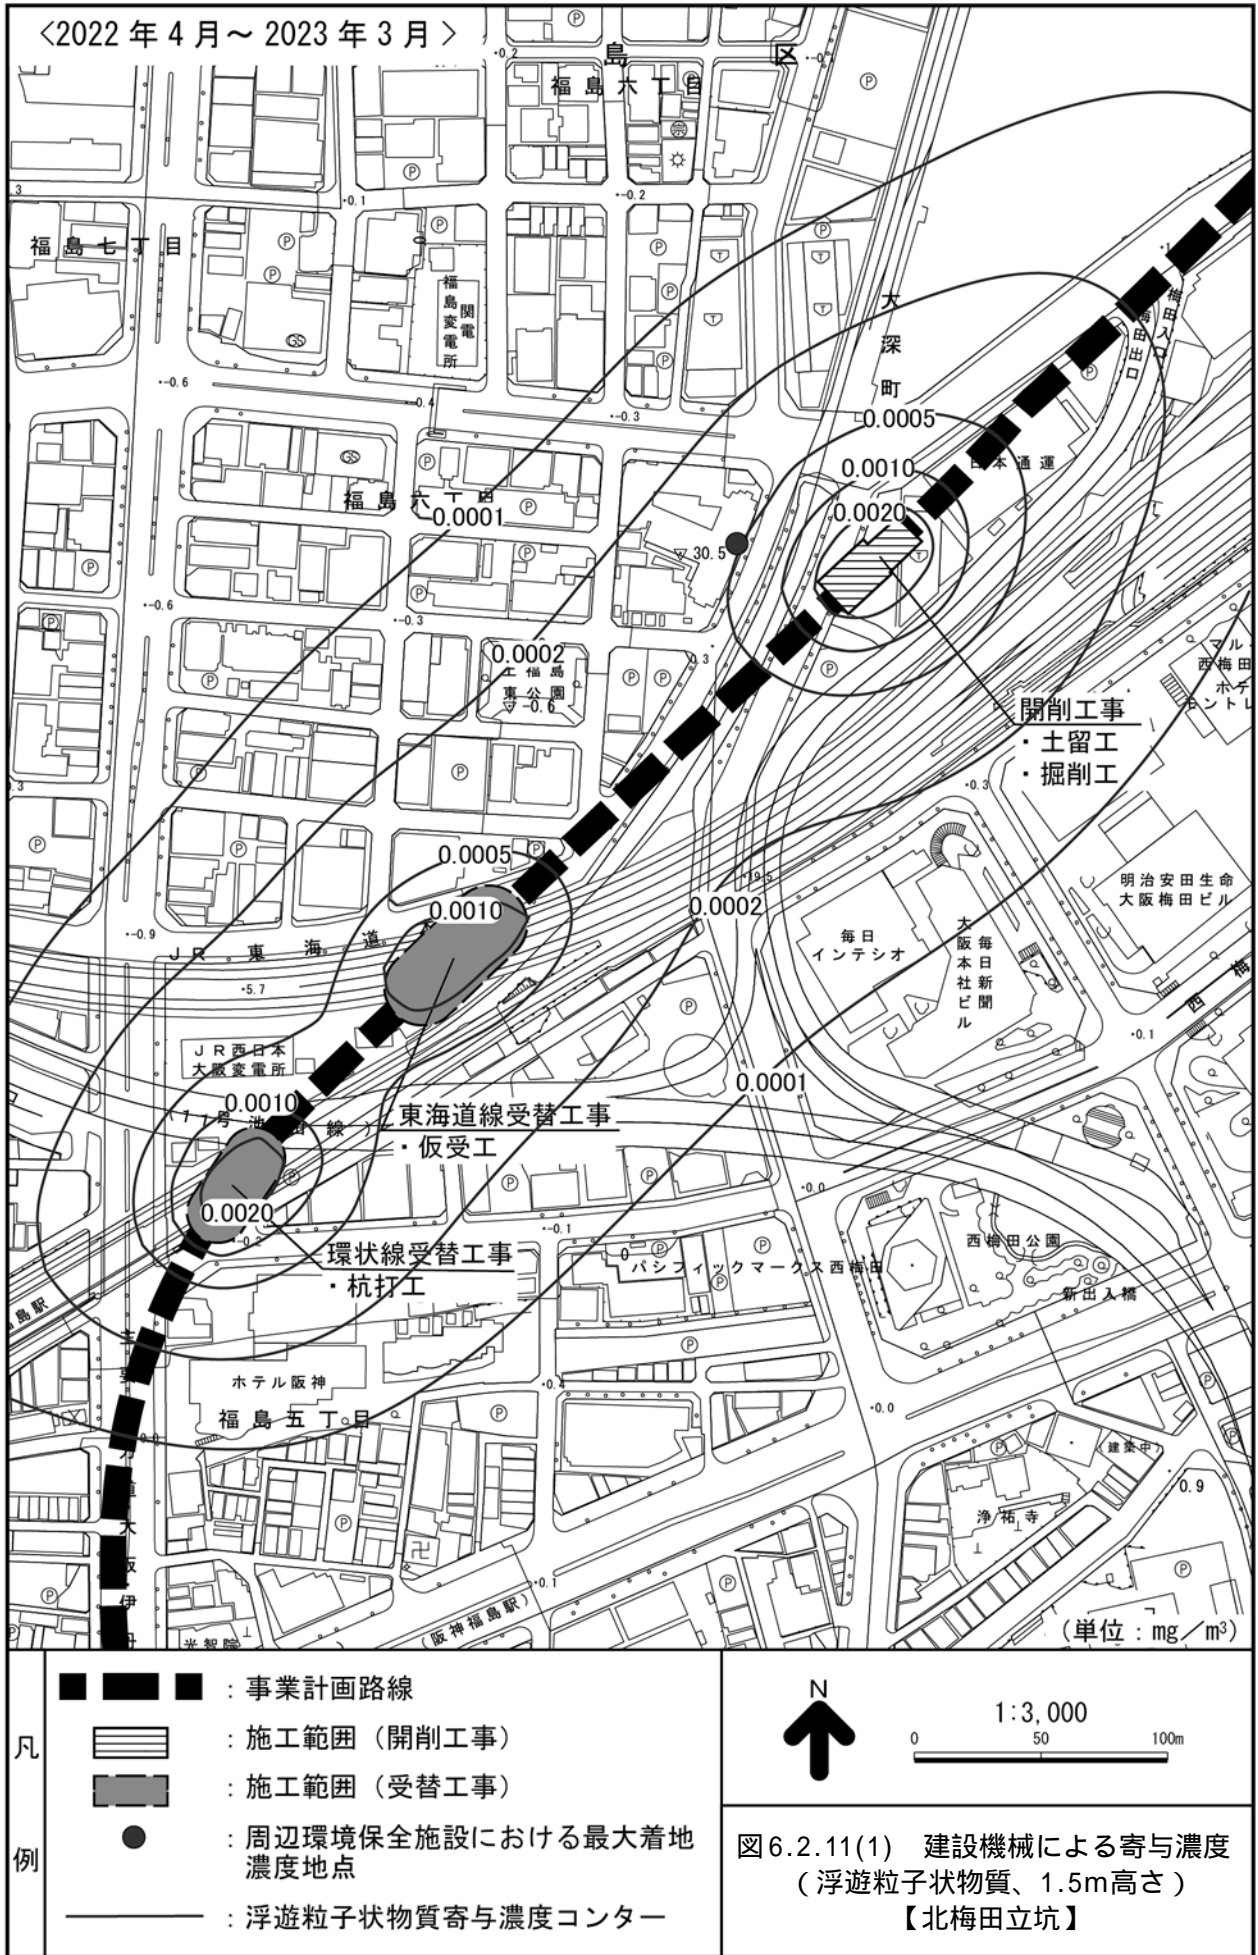 <2022 年 4 月～ 2023 年 3 月 >
島 区
福 島 六 丁 目
福 島 七 丁 目
関電
福島変電所
大深町
梅田入口
梅田出口
0.0005
日本通運
0.0010
0.0020
福 島 六 丁 目
0.0001
30.5
0.0002
上 福 島
東 公 園
-0.6
開削工事
・土留工
・掘削工
0.0005
0.0010
0.0002
明治安田生命
大阪梅田ビル
毎日
インテシオ
毎日新聞
大阪本社ビル
ＪＲ 東 海 道
5.7
ＪＲ西日本
大阪変電所
0.0010
0.0001
東海道線受替工事
・仮受工
0.0020
環状線受替工事
・杭打工
西梅田公園
パシフィックマークス西梅田
新出入橋
ホテル阪神
福 島 五 丁 目
（建築中）
浄祐寺
（阪神福島駅）
光智院
（単位：mg／m³）
凡例
：事業計画路線
：施工範囲（開削工事）
：施工範囲（受替工事）
：周辺環境保全施設における最大着地
濃度地点
：浮遊粒子状物質寄与濃度コンター
N
1:3,000
0 50 100m
図6.2.11(1) 建設機械による寄与濃度
（浮遊粒子状物質、1.5m高さ）
【北梅田立坑】